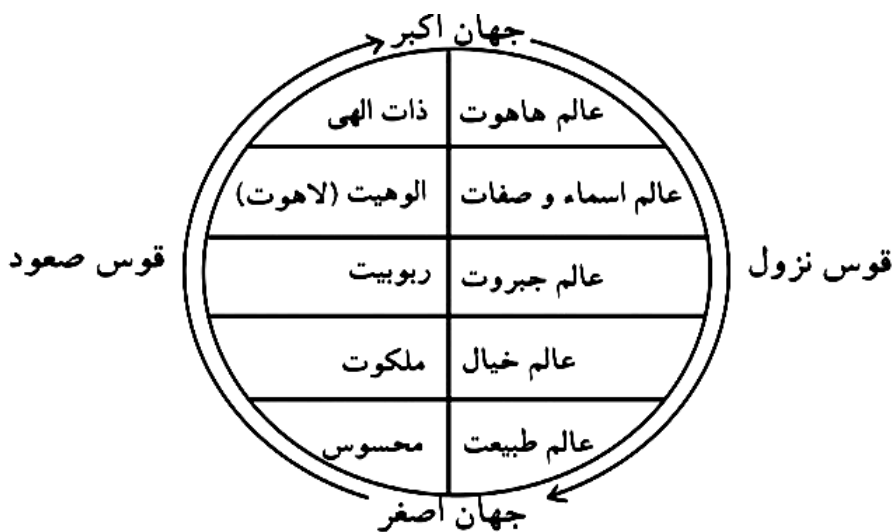 جهان اکبر
عالم هاهوت ذات الهی
عالم اسماء و صفات الوهیت (لاهوت)
قوس نزول عالم جبروت ربوبیت قوس صعود
عالم خیال ملکوت
عالم طبیعت محسوس
جهان اصغر